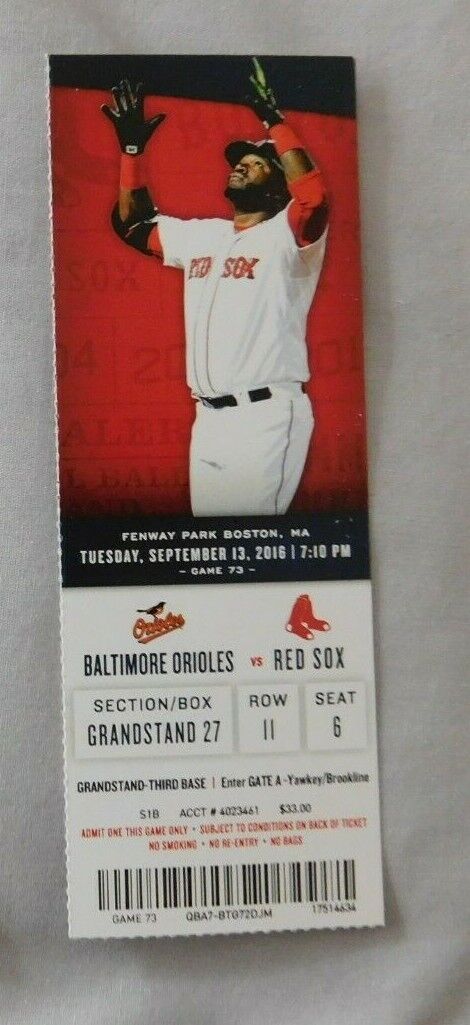 RED SOX
FENWAY PARK BOSTON, MA
TUESDAY, SEPTEMBER 13, 2016 | 7:10 PM
- GAME 73 -
Orioles
BALTIMORE ORIOLES vs RED SOX
SECTION/BOX ROW SEAT
GRANDSTAND 27 11 6
GRANDSTAND-THIRD BASE | Enter GATE A -Yawkey/Brookline
S1B ACCT # 4023461 $33.00
ADMIT ONE THIS GAME ONLY • SUBJECT TO CONDITIONS ON BACK OF TICKET
NO SMOKING • NO RE-ENTRY • NO BAGS
GAME 73 QBA7-BTG72DJM 17514634